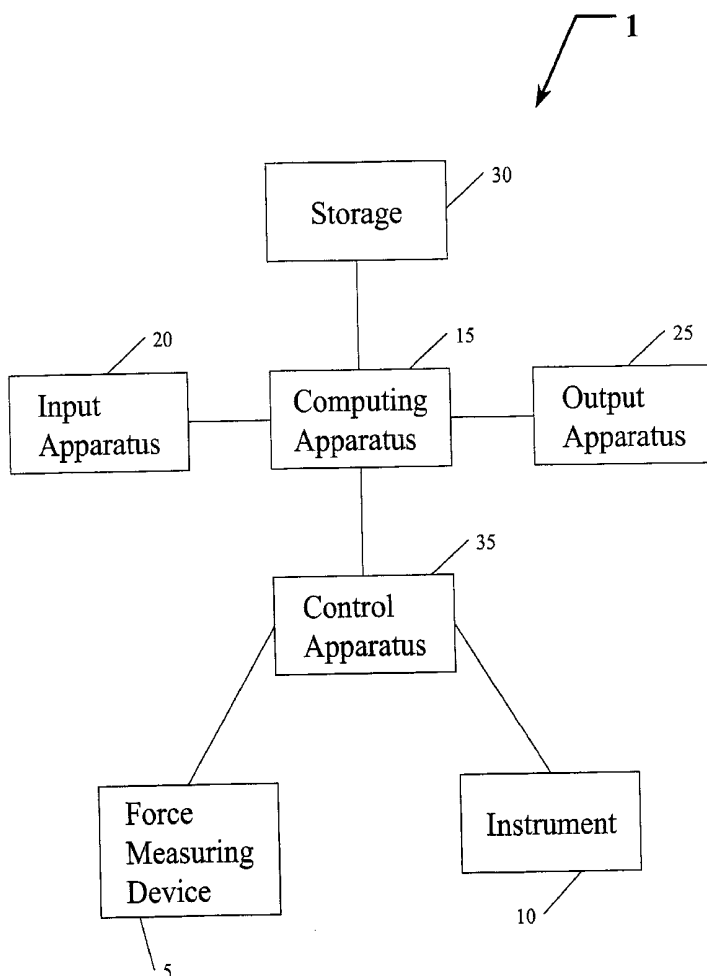 1
30
Storage
20
15
25
Input
Apparatus
Computing
Apparatus
Output
Apparatus
35
Control
Apparatus
Force
Measuring
Device
Instrument
10
5